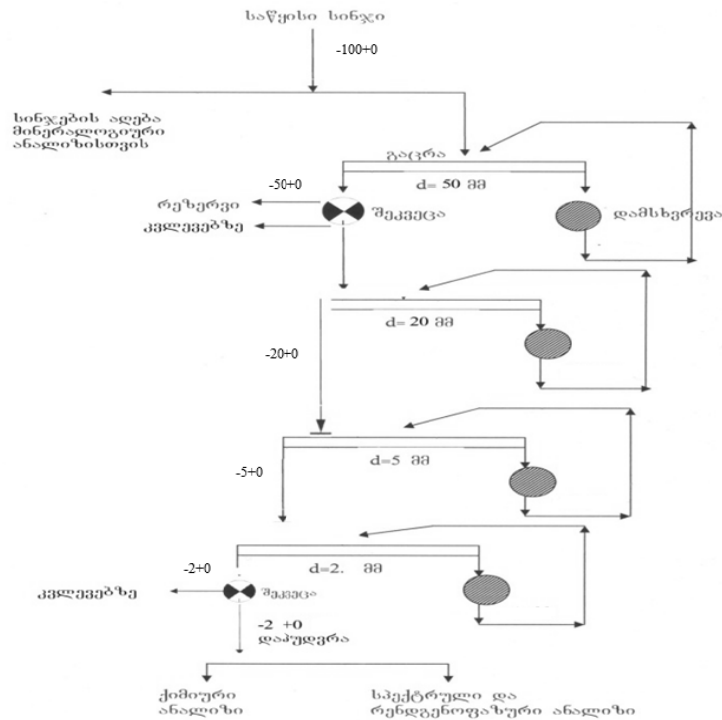 საწყისი სინჯი
-100+0
სინჯების აღება
მინერალოგიური
ანალიზისთვის
გაცრა
d= 50 მმ
-50+0
რეზერვი
კვლევებზე
შეკვეცა
დამსხვრევა
d= 20 მმ
-20+0
d=5 მმ
-5+0
d=2. მმ
-2+0
კვლევებზე
შეკვეცა
-2 +0
დაპუდვრა
ქიმიური
ანალიზი
სპექტრული და
რენდგენოფაზური ანალიზი